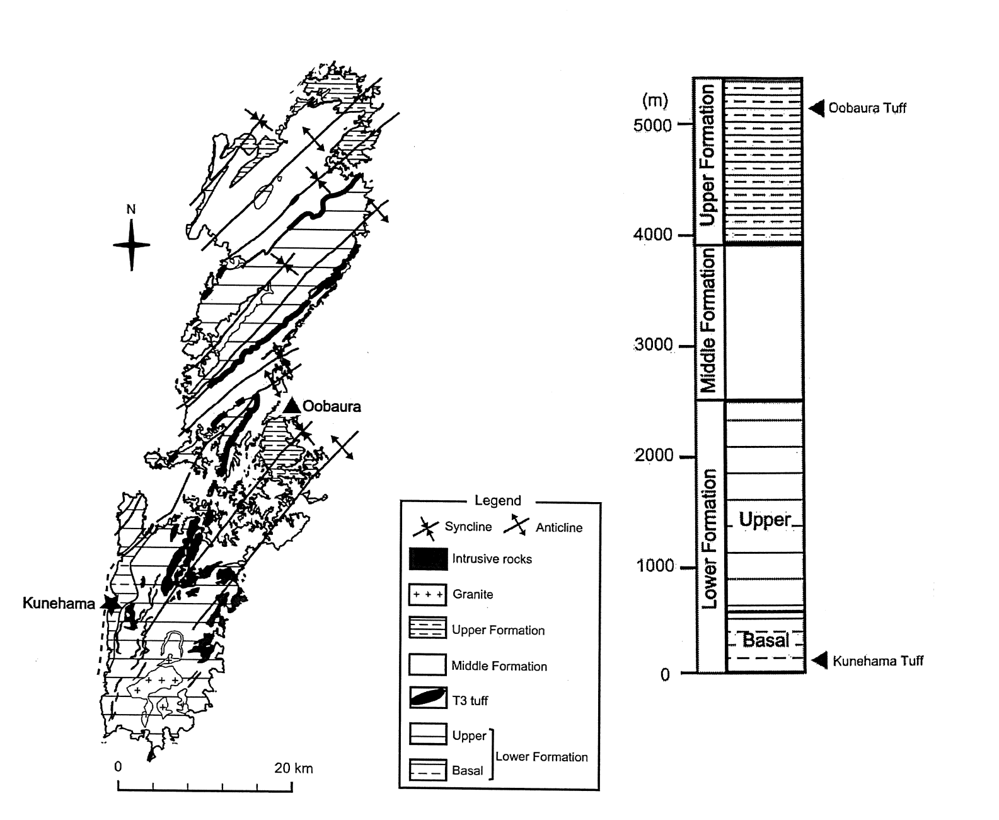 N
Oobaura
Kunehama
0
20 km
Legend
Syncline
Anticline
Intrusive rocks
+ + +
Granite
Upper Formation
Middle Formation
T3 tuff
Upper
Lower Formation
Basal
(m)
5000
4000
3000
2000
1000
0
Upper Formation
Middle Formation
Lower Formation
Upper
Basal
Oobaura Tuff
Kunehama Tuff